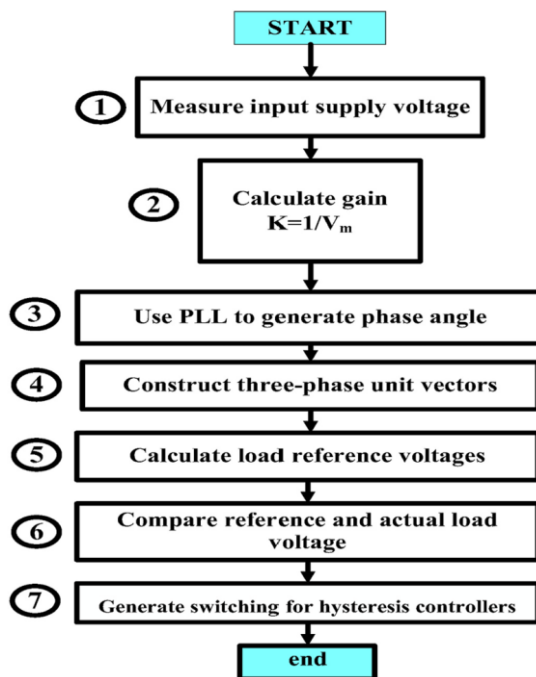 START
1
Measure input supply voltage
2
Calculate gain
K=1/Vₘ
3
Use PLL to generate phase angle
4
Construct three-phase unit vectors
5
Calculate load reference voltages
6
Compare reference and actual load
voltage
7
Generate switching for hysteresis controllers
end